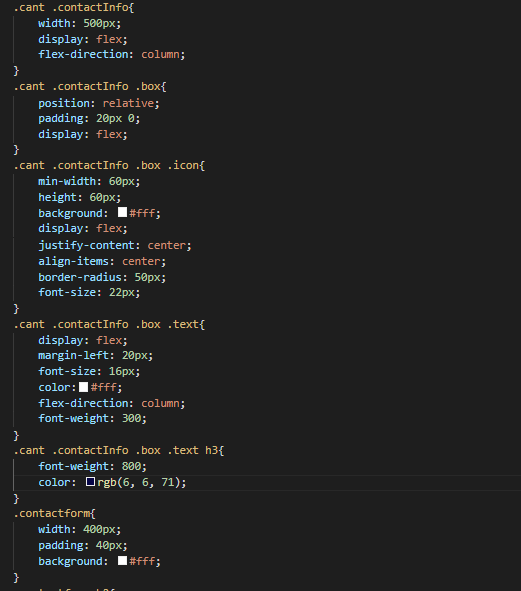 .cant .contactInfo{
width: 500px;
display: flex;
flex-direction: column;
}
.cant .contactInfo .box{
position: relative;
padding: 20px 0;
display: flex;
}
.cant .contactInfo .box .icon{
min-width: 60px;
height: 60px;
background: #fff;
display: flex;
justify-content: center;
align-items: center;
border-radius: 50px;
font-size: 22px;
}
.cant .contactInfo .box .text{
display: flex;
margin-left: 20px;
font-size: 16px;
color: #fff;
flex-direction: column;
font-weight: 300;
}
.cant .contactInfo .box .text h3{
font-weight: 800;
color: rgb(6, 6, 71);
}
.contactform{
width: 400px;
padding: 40px;
background: #fff;
}